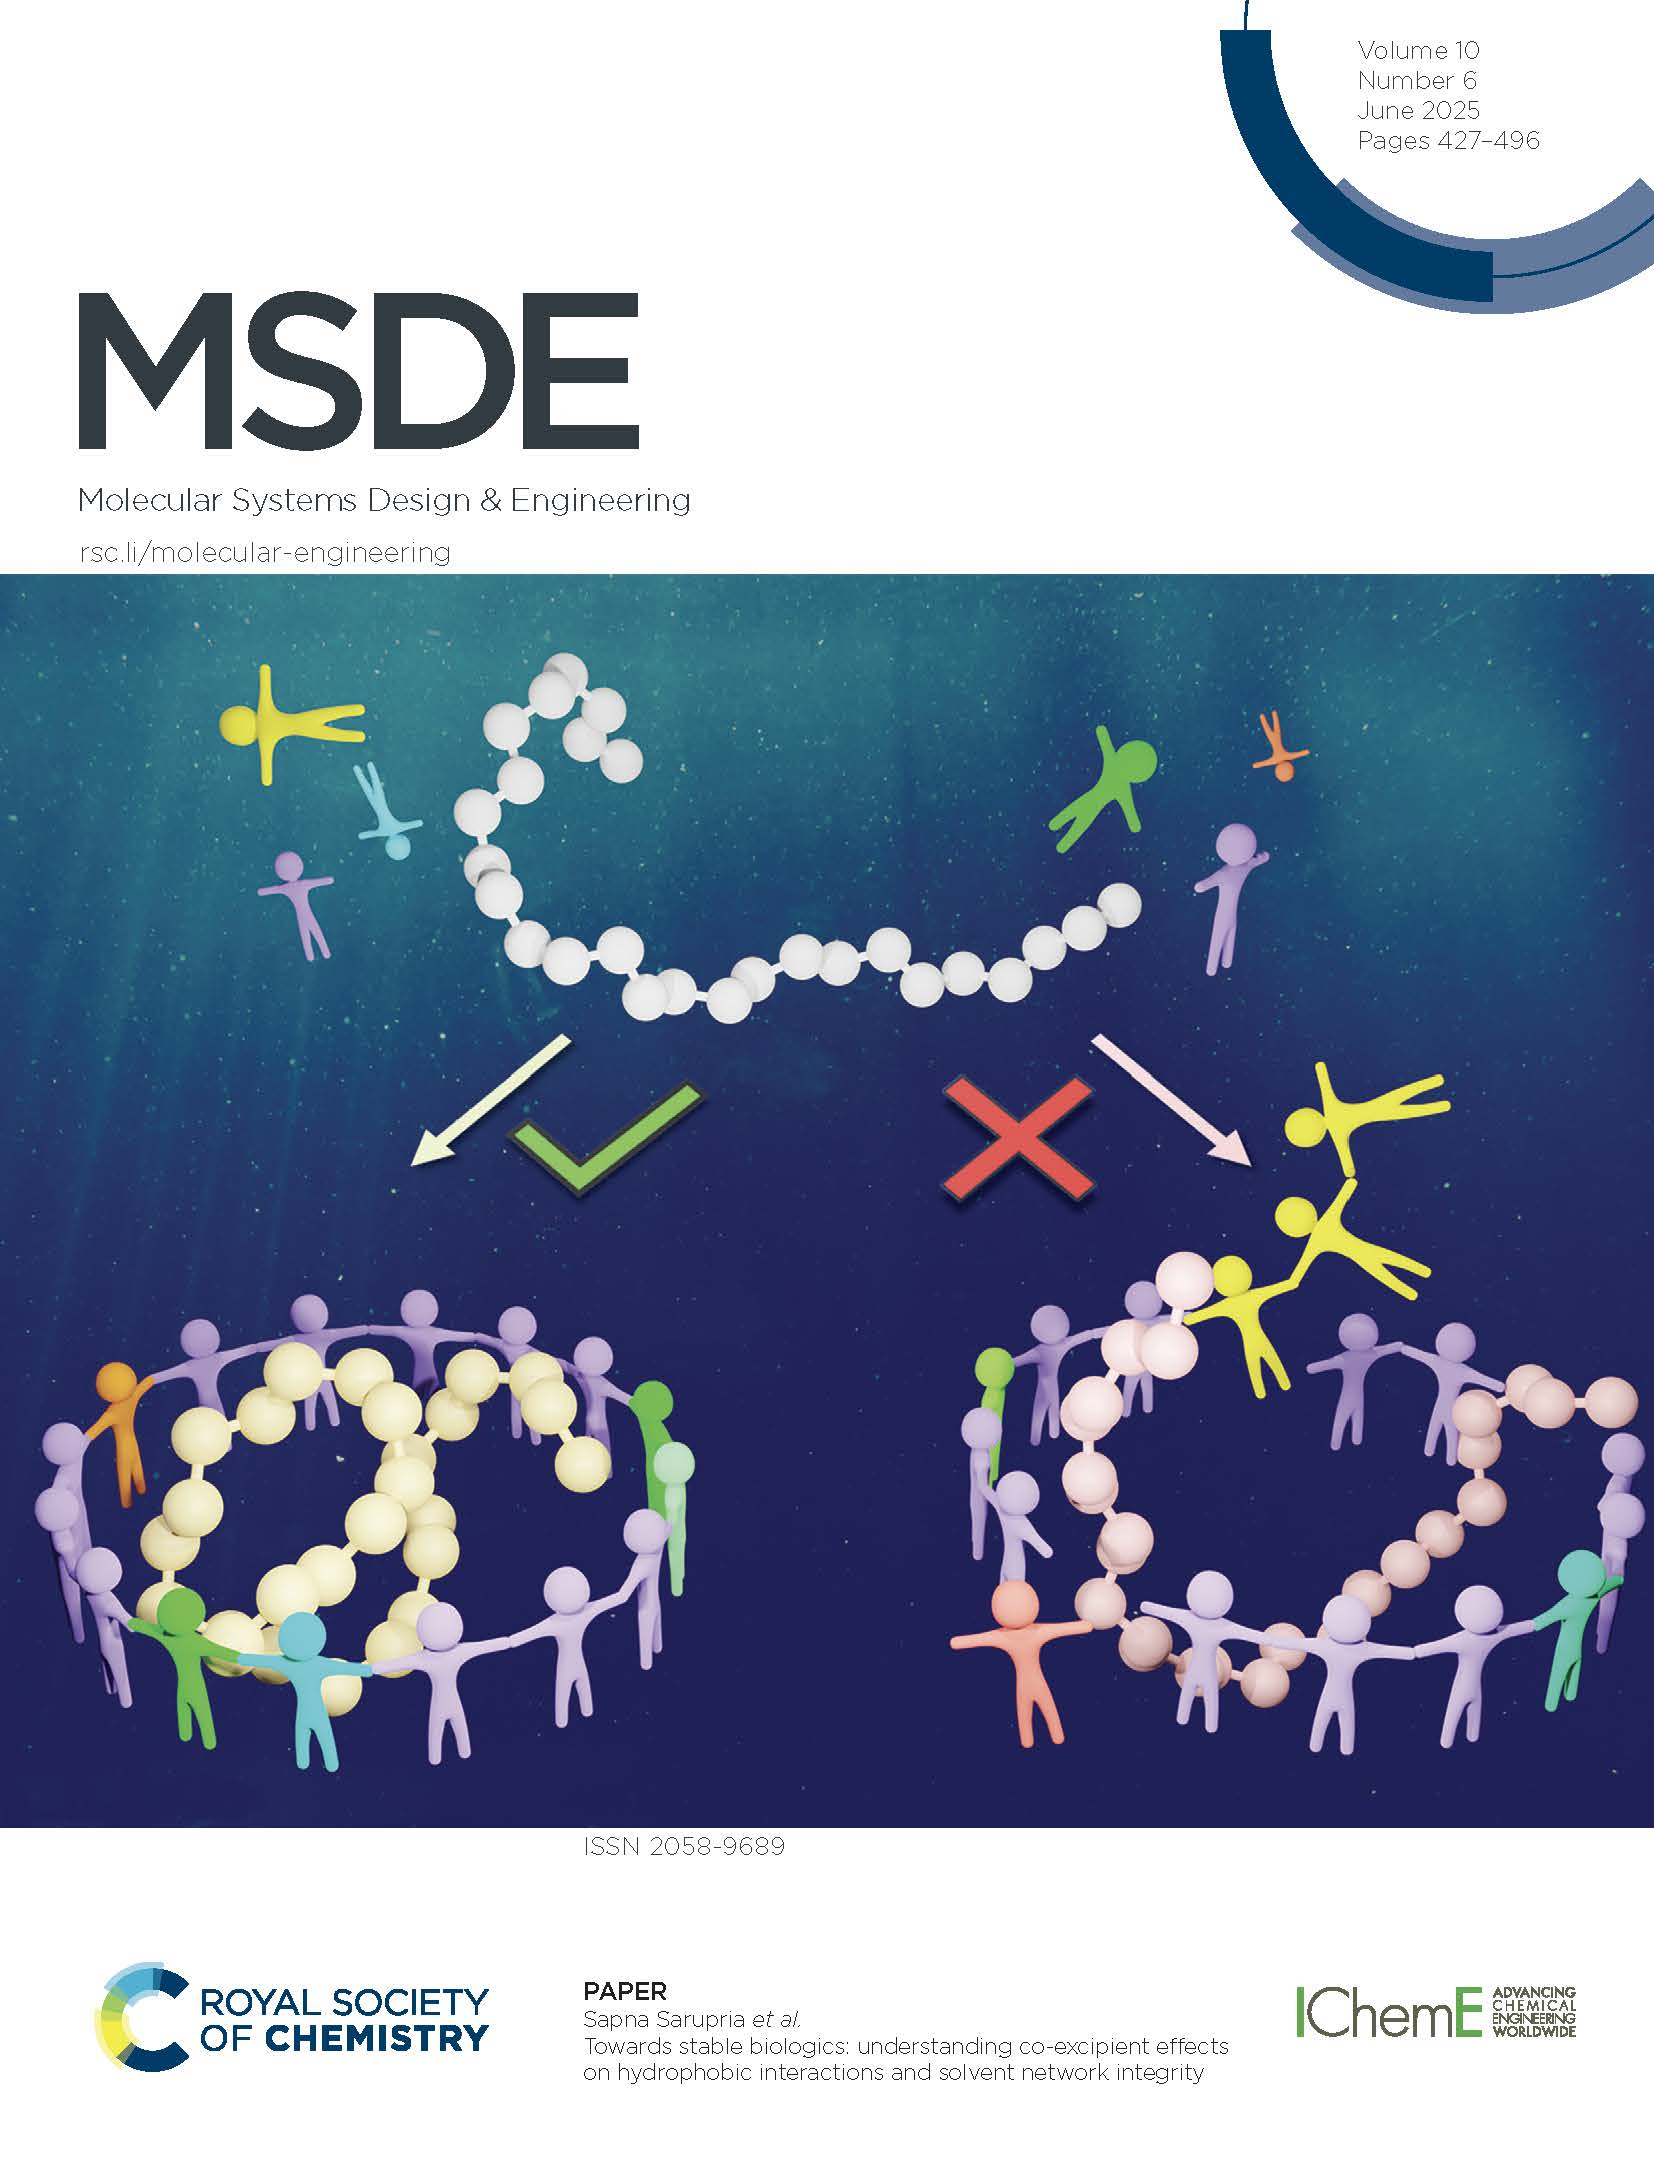 Volume 10
Number 6
June 2025
Pages 427–496
MSDE
Molecular Systems Design & Engineering
rsc.li/molecular-engineering
ISSN 2058-9689
ROYAL SOCIETY
OF CHEMISTRY
PAPER
Sapna Sarupria et al.
Towards stable biologics: understanding co-excipient effects
on hydrophobic interactions and solvent network integrity
IChemE
ADVANCING
CHEMICAL
ENGINEERING
WORLDWIDE